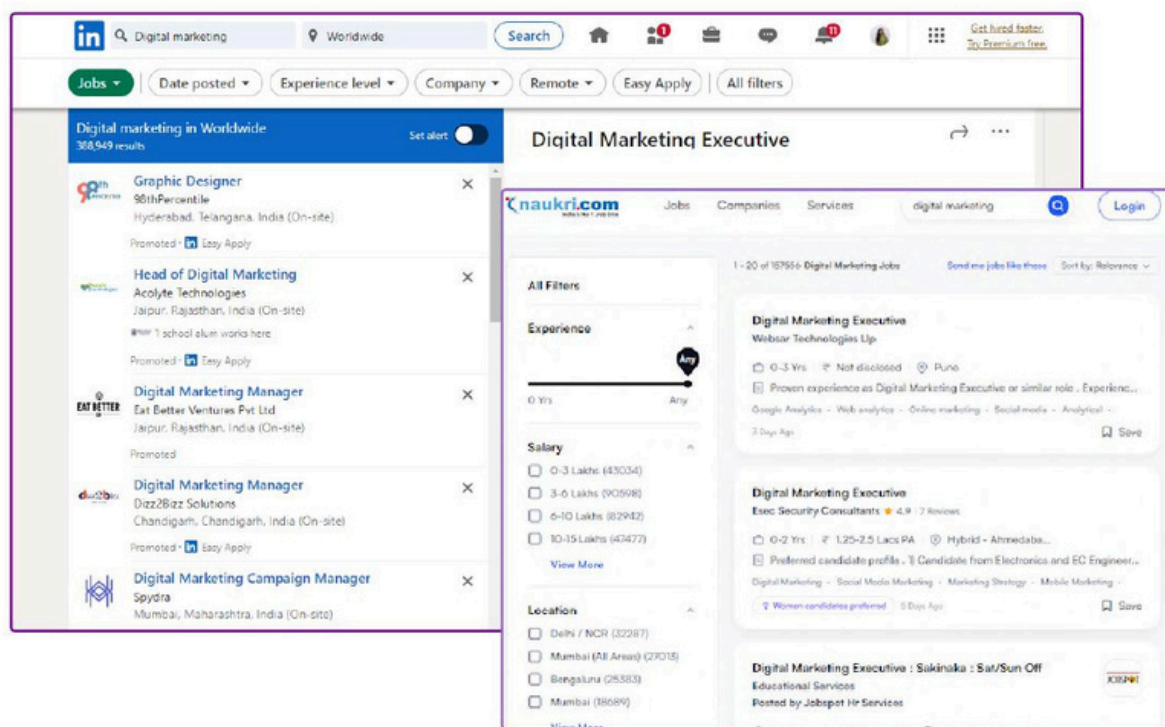 in Digital marketing Worldwide Search 1 11 Get hired faster.
Try Premium free.
Jobs Date posted Experience level Company Remote Easy Apply All filters
Digital marketing in Worldwide
388,949 results
Set alert
Digital Marketing Executive
Graphic Designer
98thPercentile
Hyderabad, Telangana, India (On-site)
Promoted · in Easy Apply
Head of Digital Marketing
Acolyte Technologies
Jaipur, Rajasthan, India (On-site)
1 school alum works here
Promoted · in Easy Apply
EAT BETTER
Digital Marketing Manager
Eat Better Ventures Pvt Ltd
Jaipur, Rajasthan, India (On-site)
Promoted
Digital Marketing Manager
Dizz2Bizz Solutions
Chandigarh, Chandigarh, India (On-site)
Promoted · in Easy Apply
Digital Marketing Campaign Manager
Spydra
Mumbai, Maharashtra, India (On-site)
naukri.com Jobs Companies Services digital marketing Login
1 - 20 of 157556 Digital Marketing Jobs Send me jobs like these Sort by: Relevance
All Filters
Experience
Any
0 Yrs Any
Salary
0-3 Lakhs (43034)
3-6 Lakhs (90598)
6-10 Lakhs (82942)
10-15 Lakhs (47477)
View More
Location
Delhi / NCR (32287)
Mumbai (All Areas) (27013)
Bengaluru (25383)
Mumbai (18689)
View More
Digital Marketing Executive
Websar Technologies Llp
0-3 Yrs ₹ Not disclosed Pune
Proven experience as Digital Marketing Executive or similar role . Experienc...
Google Analytics - Web analytics - Online marketing - Social media - Analytical -
3 Days Ago Save
Digital Marketing Executive
Esec Security Consultants 4.9 7 Reviews
0-2 Yrs ₹ 1.25-2.5 Lacs PA Hybrid - Ahmedaba...
Preferred candidate profile . 1) Candidate from Electronics and EC Engineer...
Digital Marketing - Social Media Marketing - Marketing Strategy - Mobile Marketing -
Women candidates preferred 5 Days Ago Save
Digital Marketing Executive : Sakinaka : Sat/Sun Off
Educational Services
Posted by Jobspot Hr Services
JOBSPOT